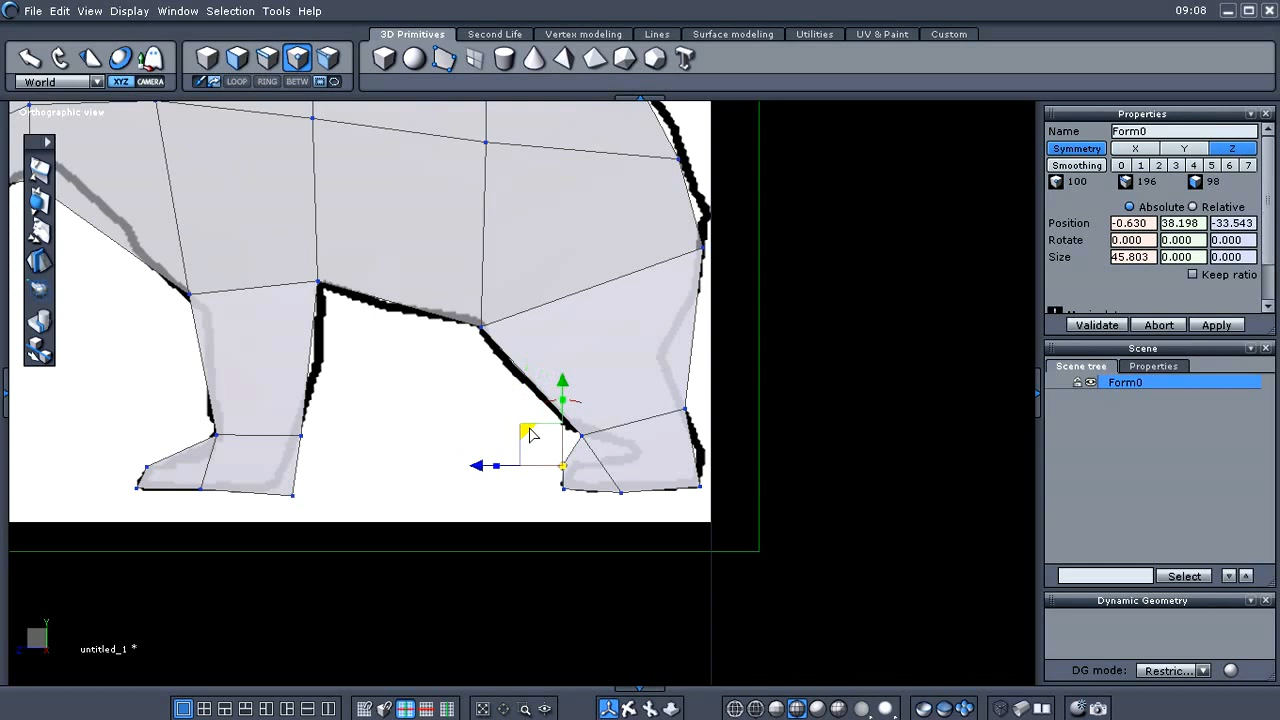 File Edit View Display Window Selection Tools Help 09:08
3D Primitives Second Life Vertex modeling Lines Surface modeling Utilities UV & Paint Custom
World XYZ CAMERA LOOP RING BETW
Orthographic view
Properties
Name Form0
Symmetry X Y Z
Smoothing 0 1 2 3 4 5 6 7
100 196 98
Absolute Relative
Position -0.630 38.198 -33.543
Rotate 0.000 0.000 0.000
Size 45.803 0.000 0.000
Keep ratio
Validate Abort Apply
Scene
Scene tree Properties
Form0
Select
Dynamic Geometry
DG mode: Restric...
Y
Z X
untitled_1 *